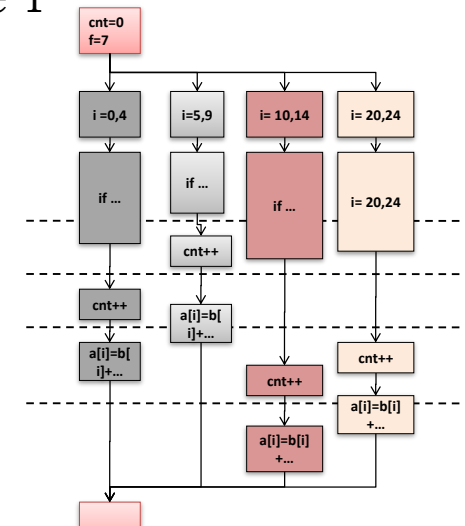 cnt=0
f=7
i =0,4
i=5,9
i= 10,14
i= 20,24
if ...
if ...
if ...
i= 20,24
cnt++
cnt++
a[i]=b[
i]+...
a[i]=b[
i]+...
cnt++
cnt++
a[i]=b[i]
+...
a[i]=b[i]
+...